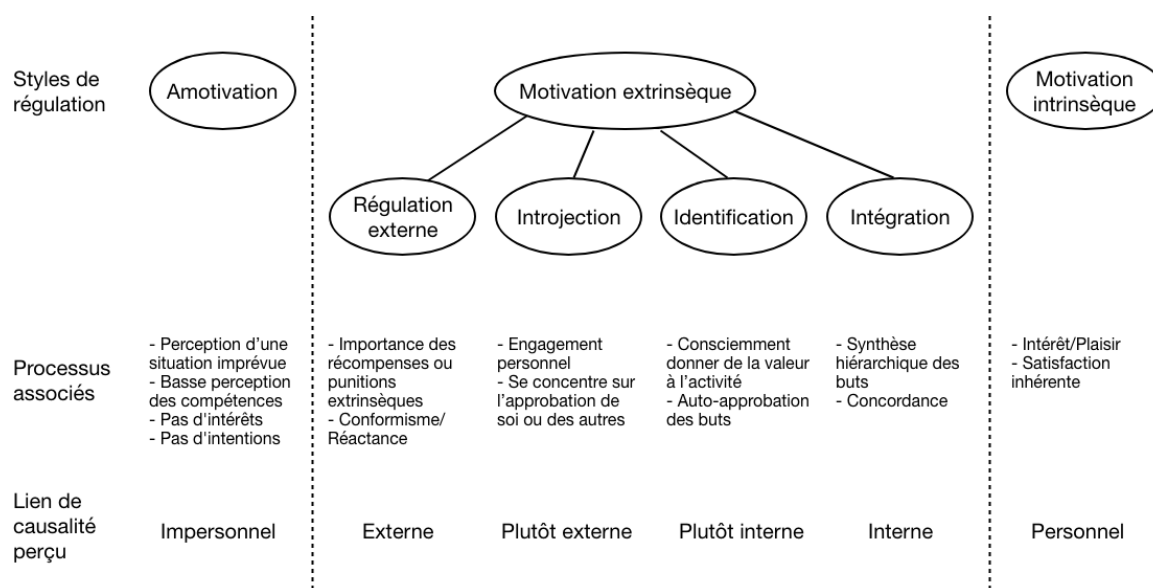 Styles de
régulation
Amotivation
Motivation extrinsèque
Motivation
intrinsèque
Régulation
externe
Introjection
Identification
Intégration
Processus
associés
- Perception d'une
situation imprévue
- Basse perception
des compétences
- Pas d'intérêts
- Pas d'intentions
- Importance des
récompenses ou
punitions
extrinsèques
- Conformisme/
Réactance
- Engagement
personnel
- Se concentre sur
l'approbation de
soi ou des autres
- Consciemment
donner de la valeur
à l'activité
- Auto-approbation
des buts
- Synthèse
hiérarchique des
buts
- Concordance
- Intérêt/Plaisir
- Satisfaction
inhérente
Lien de
causalité
perçu
Impersonnel
Externe
Plutôt externe
Plutôt interne
Interne
Personnel